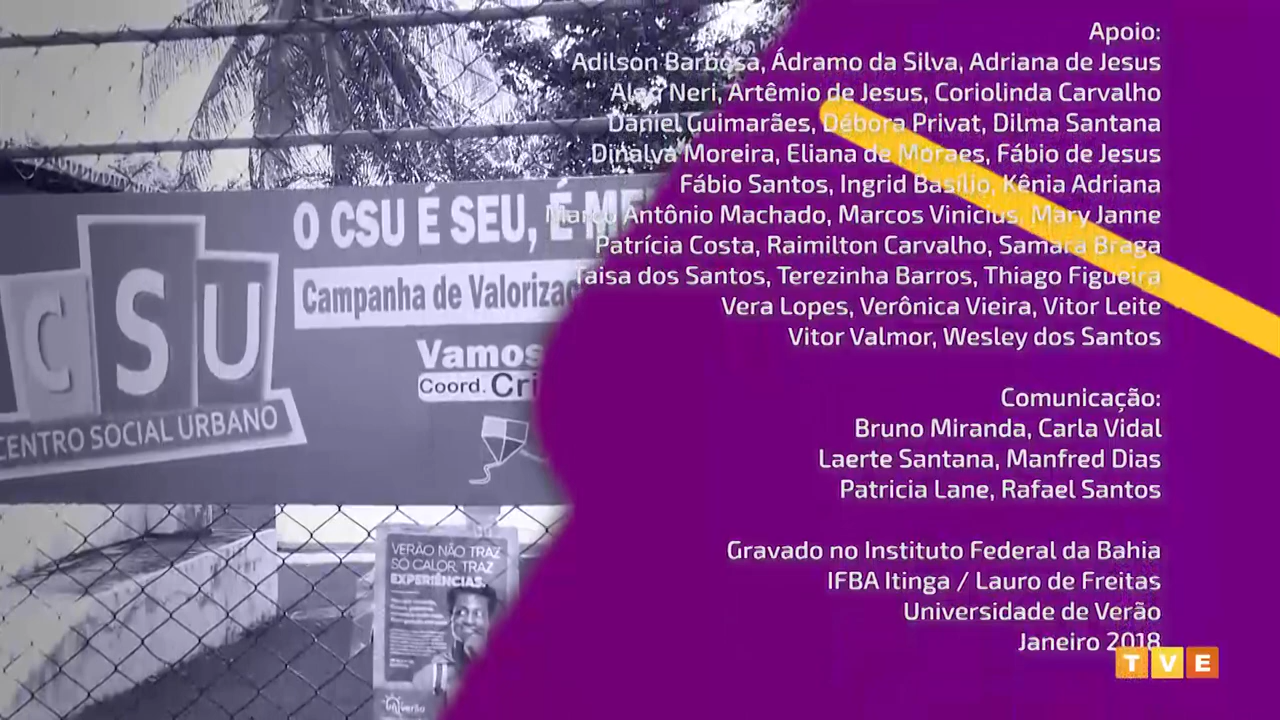 Apoio:
Adilson Barbosa, Ádramo da Silva, Adriana de Jesus
Neri, Artêmio de Jesus, Coriolinda Carvalho
Daniel Guimarães, Débora Privat, Dilma Santana
Dinalva Moreira, Eliana de Moraes, Fábio de Jesus
Fábio Santos, Ingrid Basílio, Kênia Adriana
Antônio Machado, Marcos Vinicius, Mary Janne
Patrícia Costa, Raimilton Carvalho, Samara Braga
Taisa dos Santos, Terezinha Barros, Thiago Figueira
Vera Lopes, Verônica Vieira, Vitor Leite
Vitor Valmor, Wesley dos Santos
Comunicação:
Bruno Miranda, Carla Vidal
Laerte Santana, Manfred Dias
Patricia Lane, Rafael Santos
Gravado no Instituto Federal da Bahia
IFBA Itinga / Lauro de Freitas
Universidade de Verão
Janeiro 2018
TVE
O CSU É SEU, É
Campanha de
Vamos
Coord.
CSU
CENTRO SOCIAL URBANO
VERÃO NÃO TRAZ
SÓ CALOR, TRAZ
EXPERIÊNCIAS.